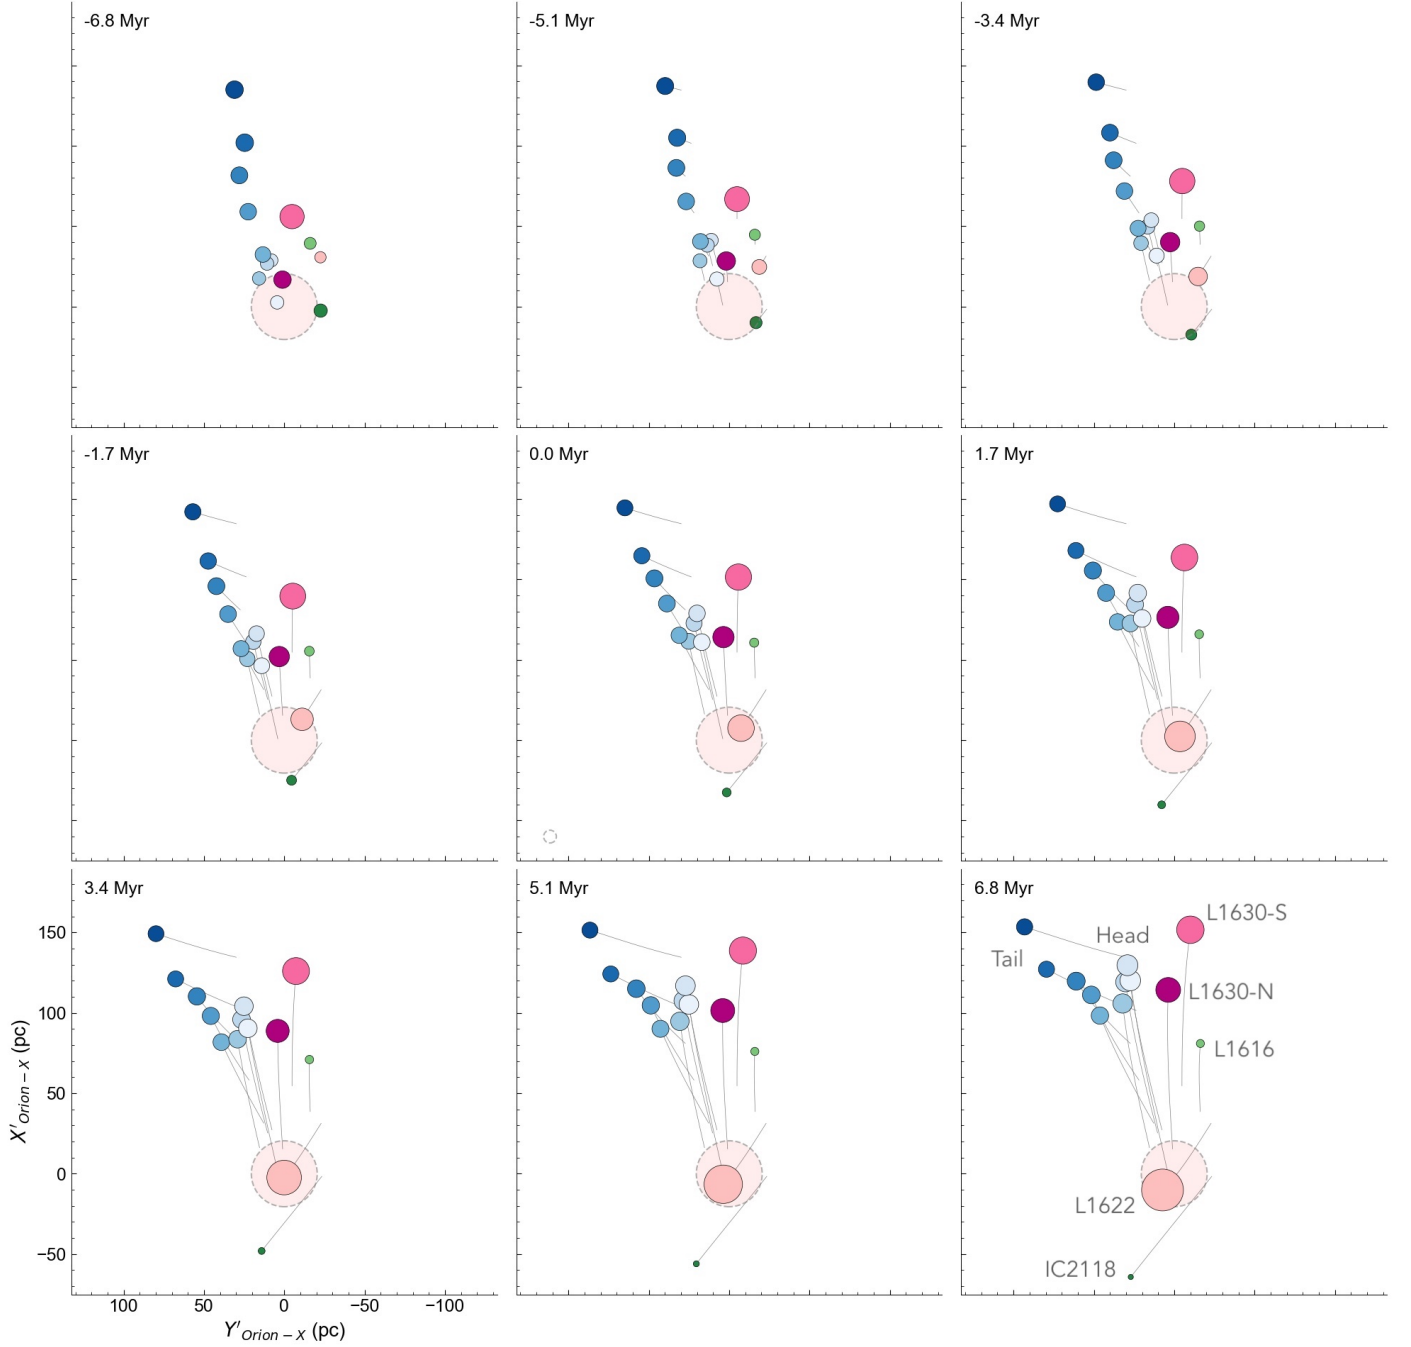 -6.8 Myr
-5.1 Myr
-3.4 Myr
-1.7 Myr
0.0 Myr
1.7 Myr
3.4 Myr
5.1 Myr
6.8 Myr
L1630-S
Head
Tail
L1630-N
L1616
L1622
IC2118
150
100
50
0
−50
X′Orion − X (pc)
100 50 0 −50 −100
Y′Orion − X (pc)